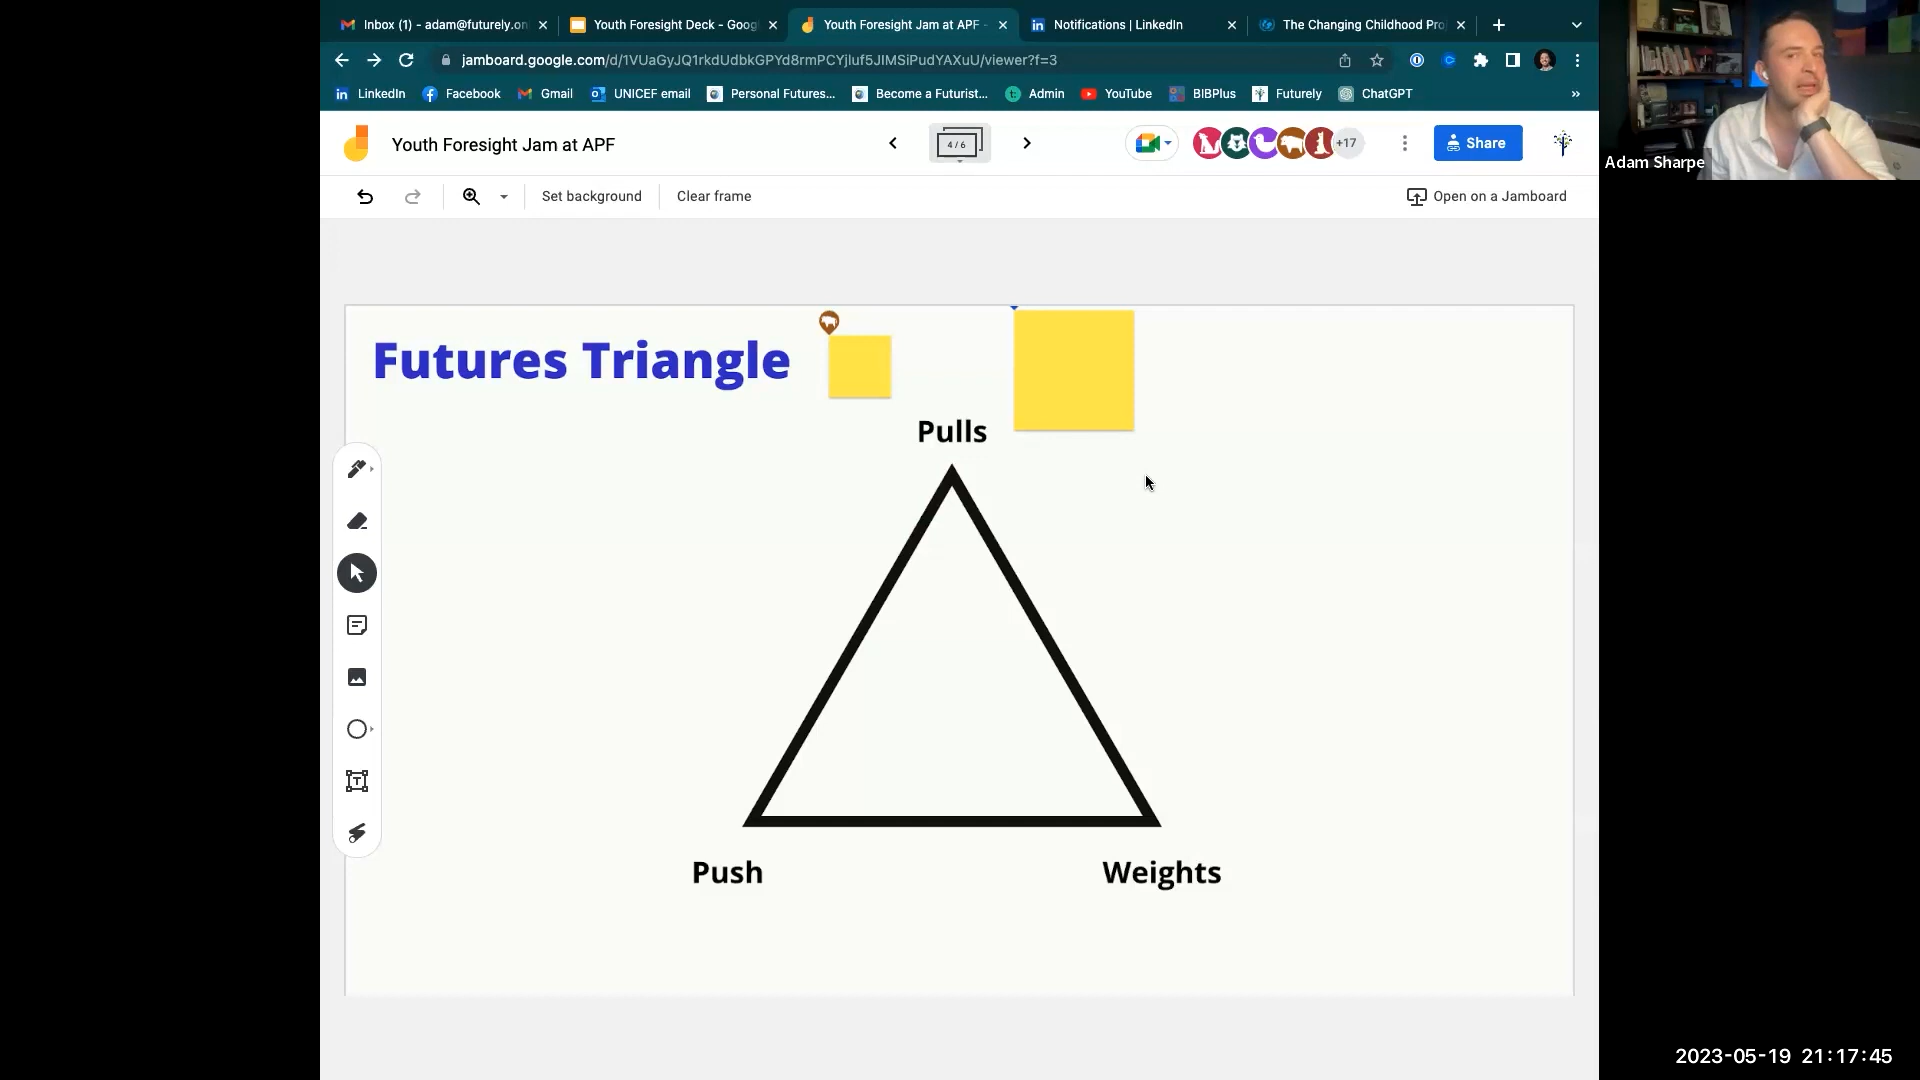 Inbox (1) - adam@futurely.on
Youth Foresight Deck - Goog
Youth Foresight Jam at APF -
Notifications | LinkedIn
The Changing Childhood Pro
jamboard.google.com/d/1VUaGyJQ1rkdUdbkGPYd8rmPCYjluf5JIMSiPudYAXuU/viewer?f=3
LinkedIn
Facebook
Gmail
UNICEF email
Personal Futures...
Become a Futurist...
Admin
YouTube
BIBPlus
Futurely
ChatGPT
Youth Foresight Jam at APF
4 / 6
+17
Share
Set background
Clear frame
Open on a Jamboard
Adam Sharpe
Futures Triangle
Pulls
Push
Weights
2023-05-19 21:17:45